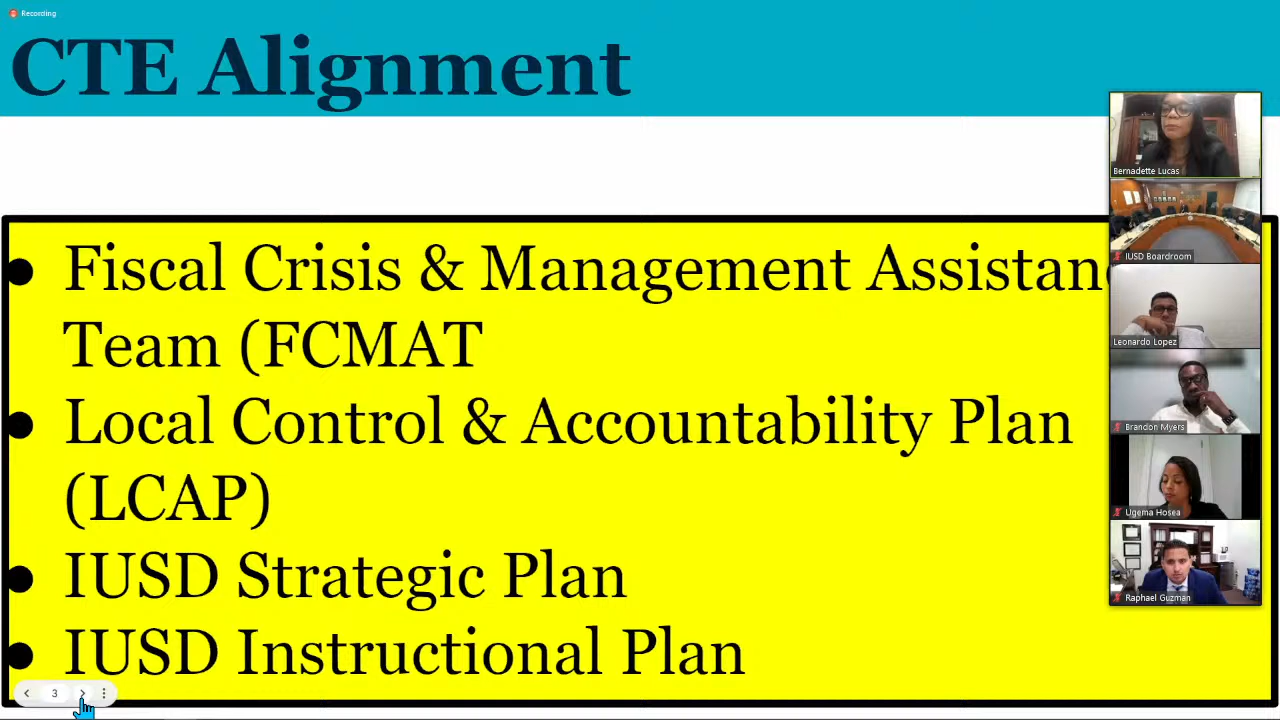 Recording
CTE Alignment
● Fiscal Crisis & Management Assistan
Team (FCMAT
● Local Control & Accountability Plan
(LCAP)
● IUSD Strategic Plan
● IUSD Instructional Plan
3
Bernadette Lucas
IUSD Boardroom
Leonardo Lopez
Brandon Myers
Ugema Hosea
Raphael Guzman